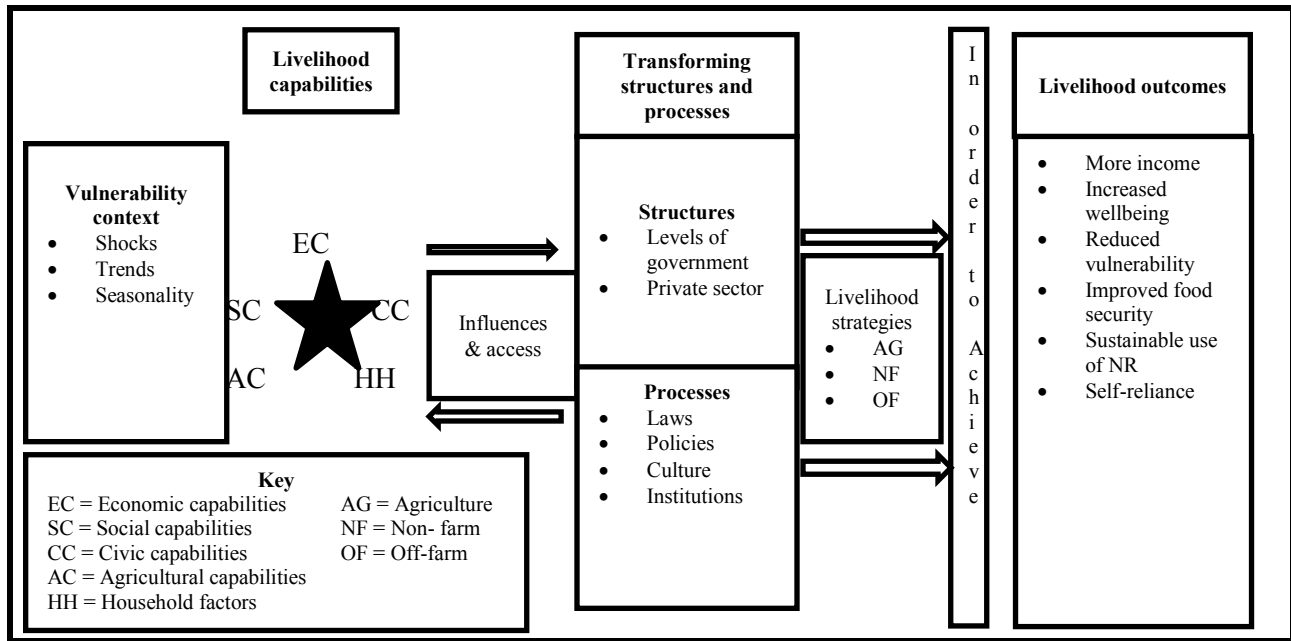 Livelihood
capabilities
Vulnerability
context
• Shocks
• Trends
• Seasonality
EC
SC
CC
AC
HH
Influences
& access
Transforming
structures and
processes
Structures
• Levels of
government
• Private sector
Processes
• Laws
• Policies
• Culture
• Institutions
Livelihood
strategies
• AG
• NF
• OF
In order to Achieve
Livelihood outcomes
• More income
• Increased
wellbeing
• Reduced
vulnerability
• Improved food
security
• Sustainable use
of NR
• Self-reliance
Key
EC = Economic capabilities
SC = Social capabilities
CC = Civic capabilities
AC = Agricultural capabilities
HH = Household factors
AG = Agriculture
NF = Non- farm
OF = Off-farm